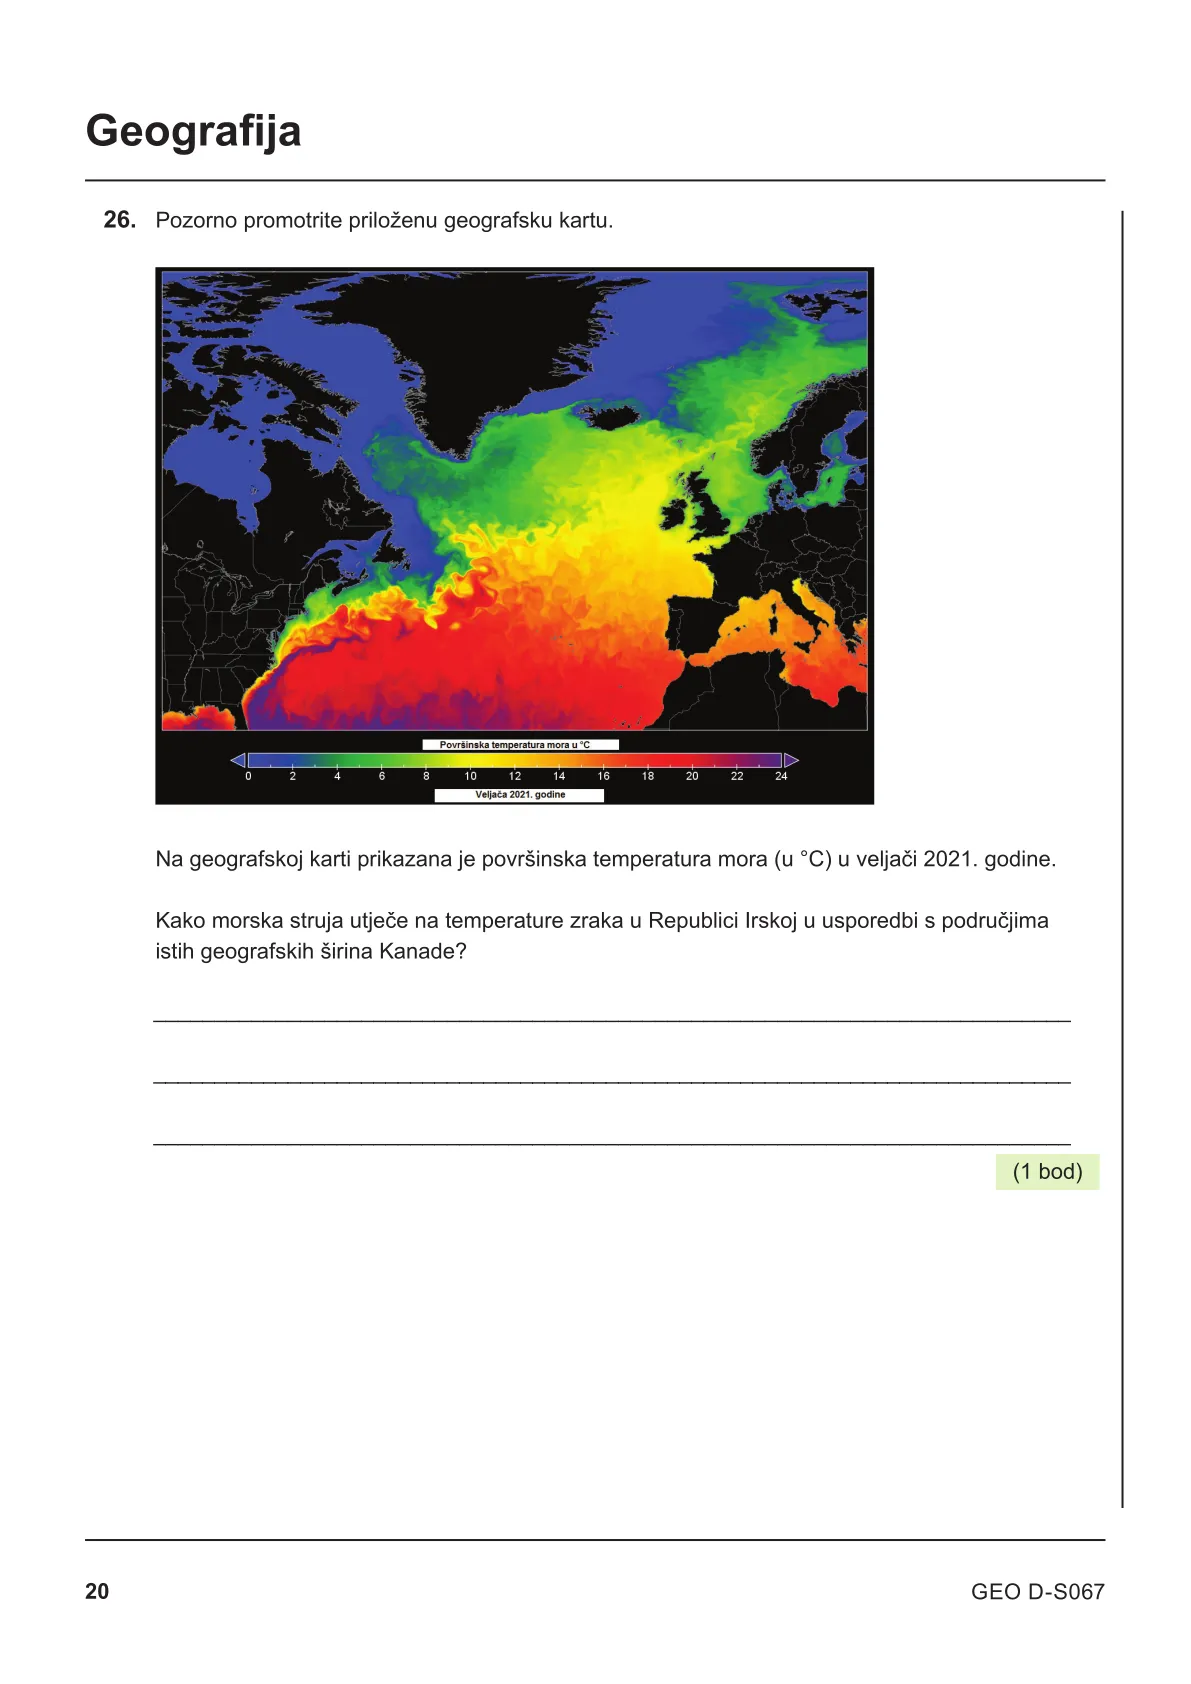 Geografija
26. Pozorno promotrite priloženu geografsku kartu.
Površinska temperatura mora u °C
0 2 4 6 8 10 12 14 16 18 20 22 24
Veljača 2021. godine
Na geografskoj karti prikazana je površinska temperatura mora (u °C) u veljači 2021. godine.
Kako morska struja utječe na temperature zraka u Republici Irskoj u usporedbi s područjima
istih geografskih širina Kanade?
(1 bod)
20
GEO D-S067